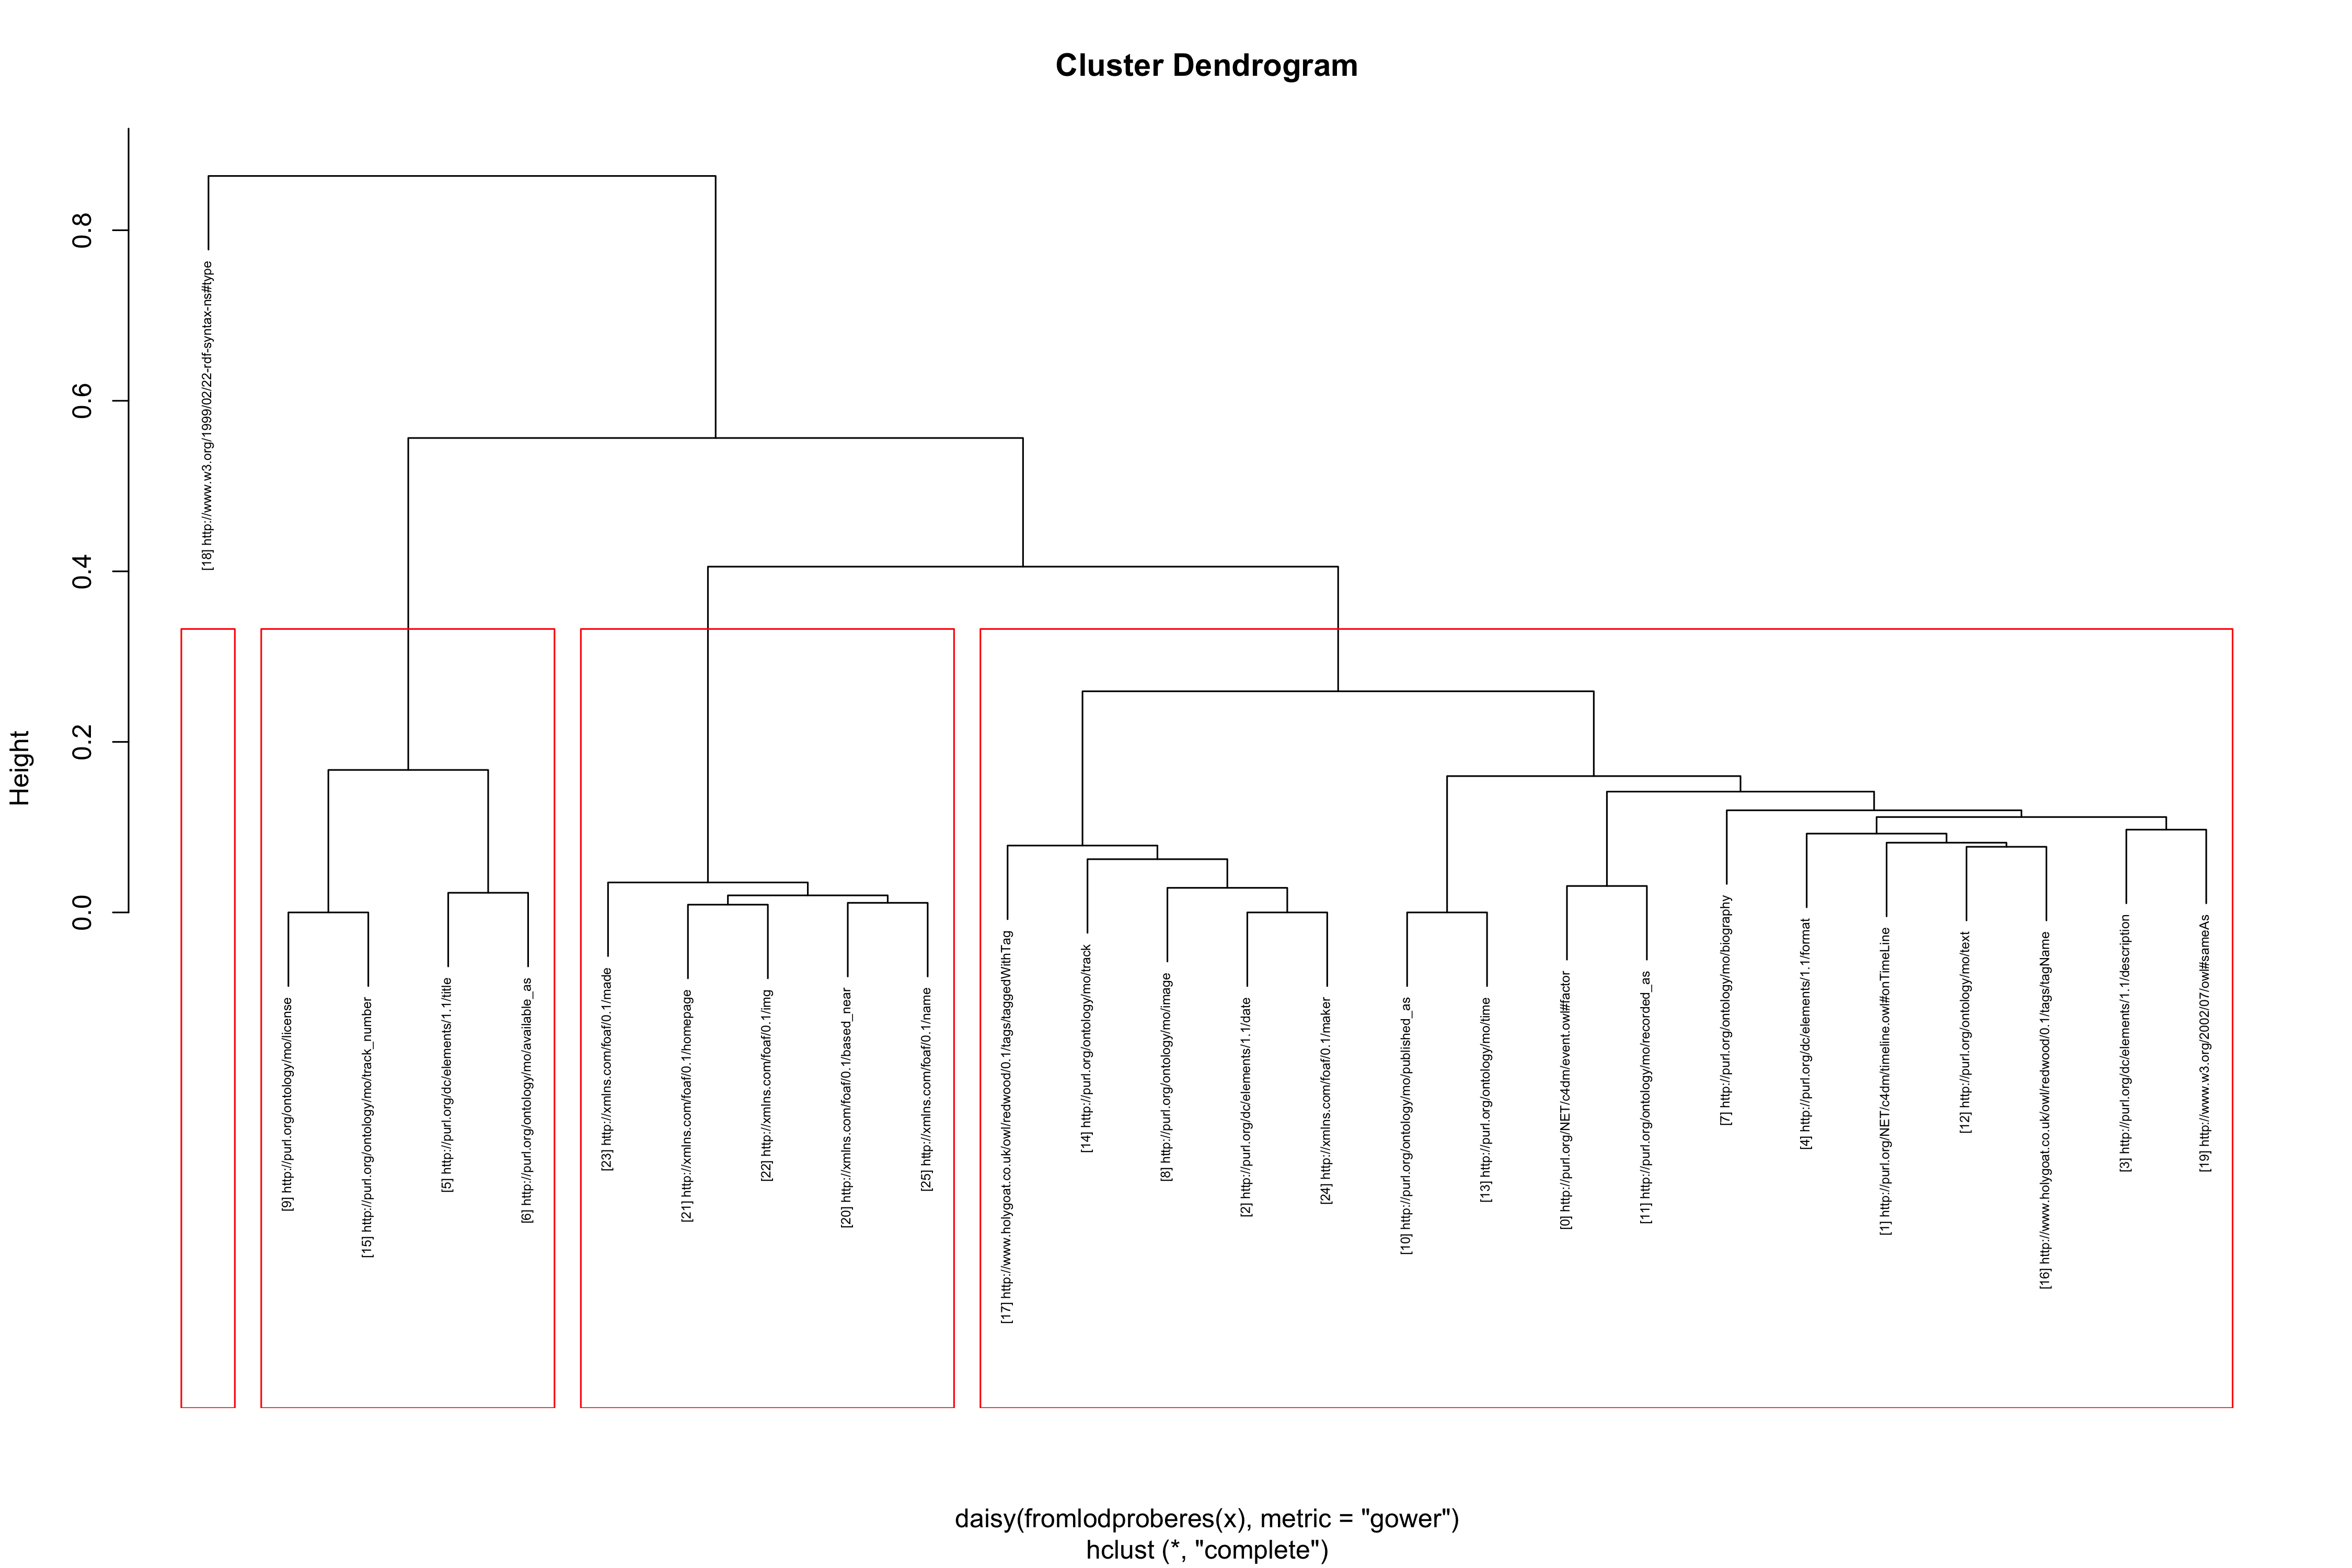 Cluster Dendrogram
Height
0.0
0.2
0.4
0.6
0.8
[18] http://www.w3.org/1999/02/22-rdf-syntax-ns#type
[9] http://purl.org/ontology/mo/license
[15] http://purl.org/ontology/mo/track_number
[5] http://purl.org/dc/elements/1.1/title
[6] http://purl.org/ontology/mo/available_as
[23] http://xmlns.com/foaf/0.1/made
[21] http://xmlns.com/foaf/0.1/homepage
[22] http://xmlns.com/foaf/0.1/img
[20] http://xmlns.com/foaf/0.1/based_near
[25] http://xmlns.com/foaf/0.1/name
[17] http://www.holygoat.co.uk/owl/redwood/0.1/tags/taggedWithTag
[14] http://purl.org/ontology/mo/track
[8] http://purl.org/ontology/mo/image
[2] http://purl.org/dc/elements/1.1/date
[24] http://xmlns.com/foaf/0.1/maker
[10] http://purl.org/ontology/mo/published_as
[13] http://purl.org/ontology/mo/time
[0] http://purl.org/NET/c4dm/event.owl#factor
[11] http://purl.org/ontology/mo/recorded_as
[7] http://purl.org/ontology/mo/biography
[4] http://purl.org/dc/elements/1.1/format
[1] http://purl.org/NET/c4dm/timeline.owl#onTimeLine
[12] http://purl.org/ontology/mo/text
[16] http://www.holygoat.co.uk/owl/redwood/0.1/tags/tagName
[3] http://purl.org/dc/elements/1.1/description
[19] http://www.w3.org/2002/07/owl#sameAs
daisy(fromlodproberes(x), metric = "gower")
hclust (*, "complete")